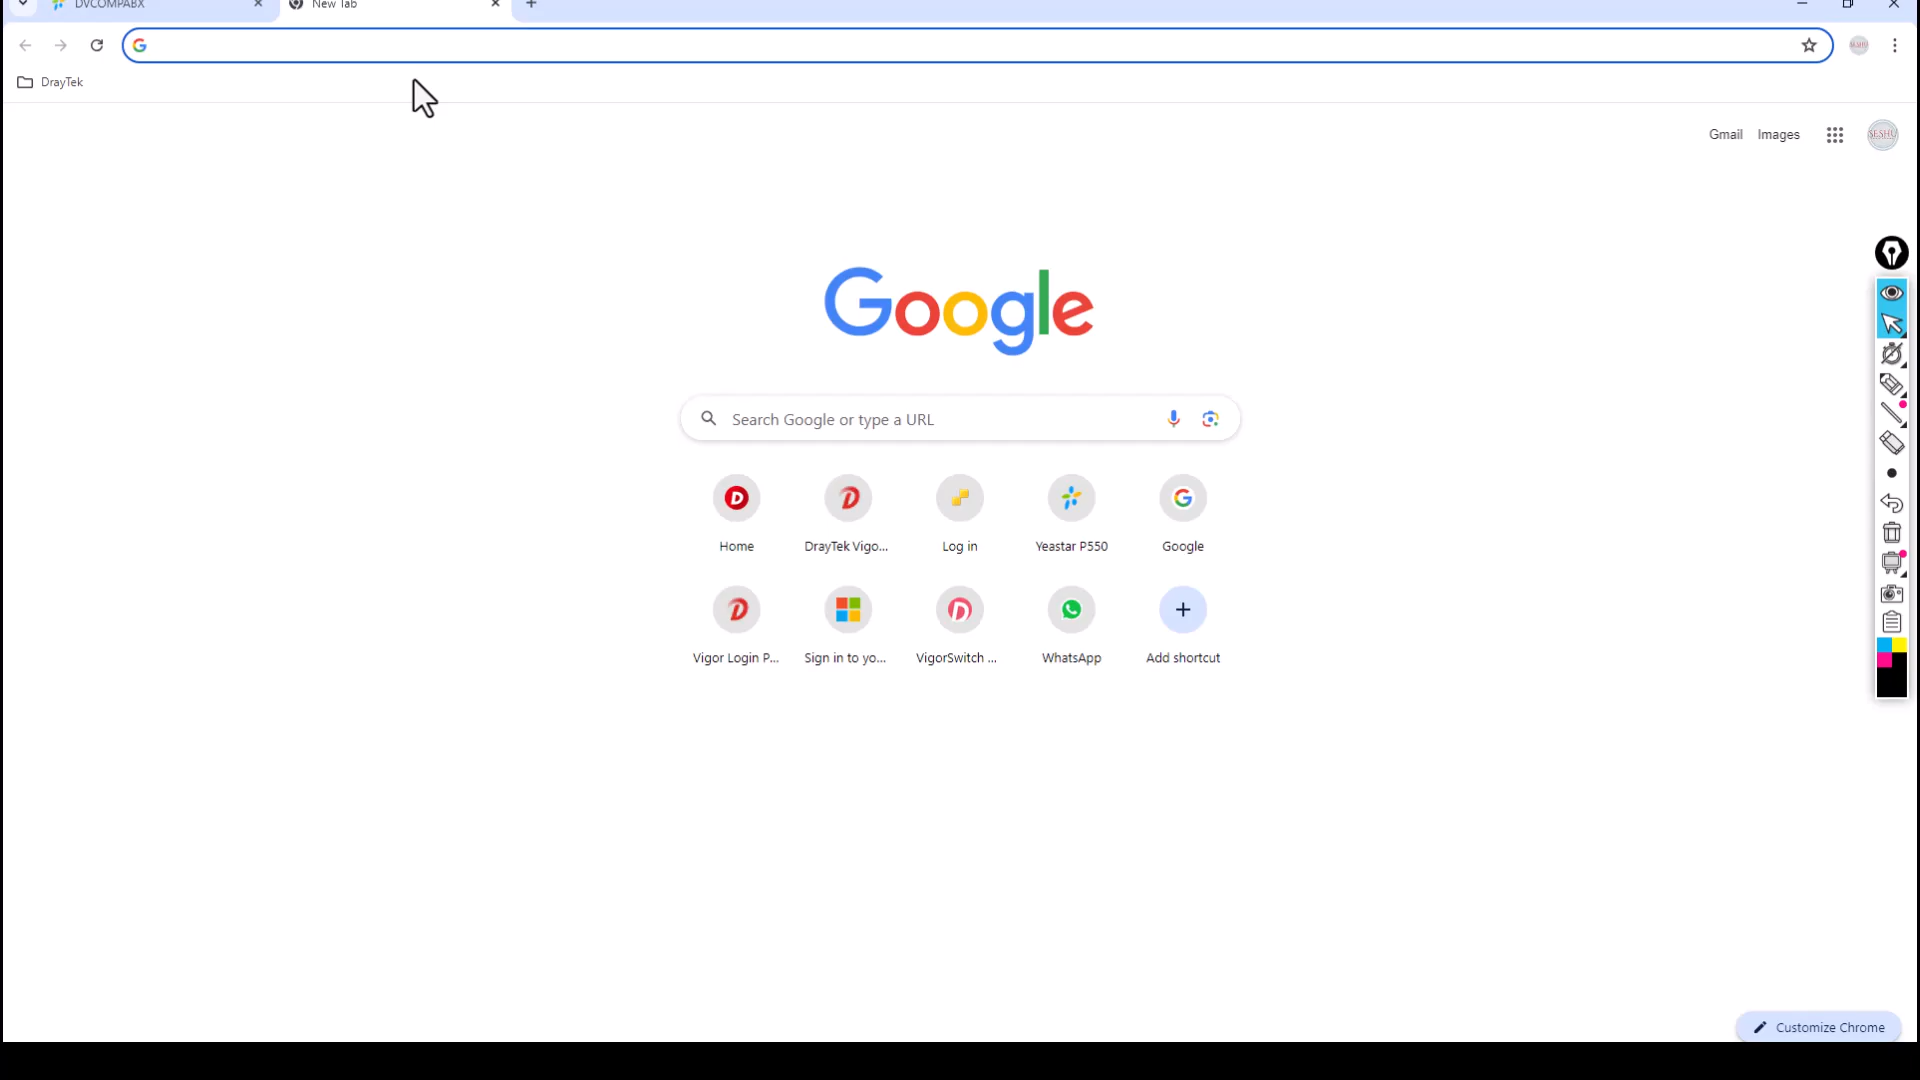 DVCOMPABX
New Tab
DrayTek
Gmail
Images
SESHU
Google
Search Google or type a URL
Home
DrayTek Vigo...
Log in
Yeastar P550
Google
Vigor Login P...
Sign in to yo...
VigorSwitch ...
WhatsApp
Add shortcut
Customize Chrome